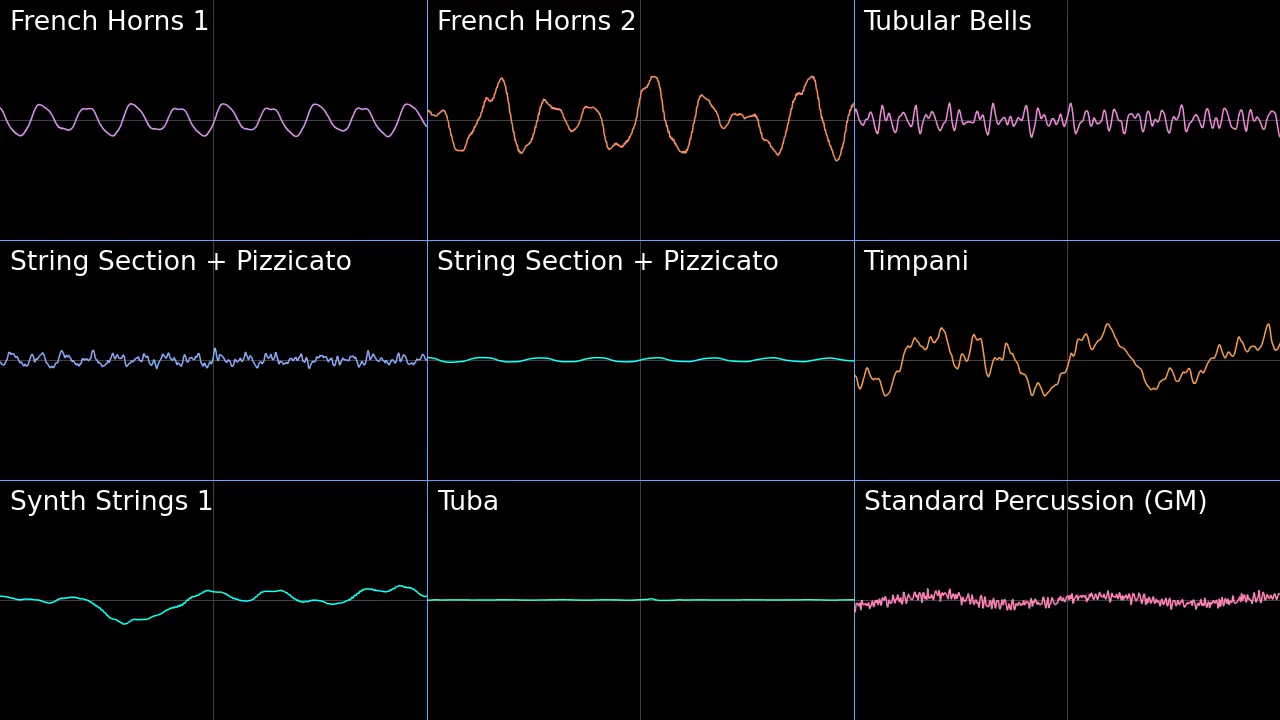 French Horns 1
French Horns 2
Tubular Bells
String Section + Pizzicato
String Section + Pizzicato
Timpani
Synth Strings 1
Tuba
Standard Percussion (GM)